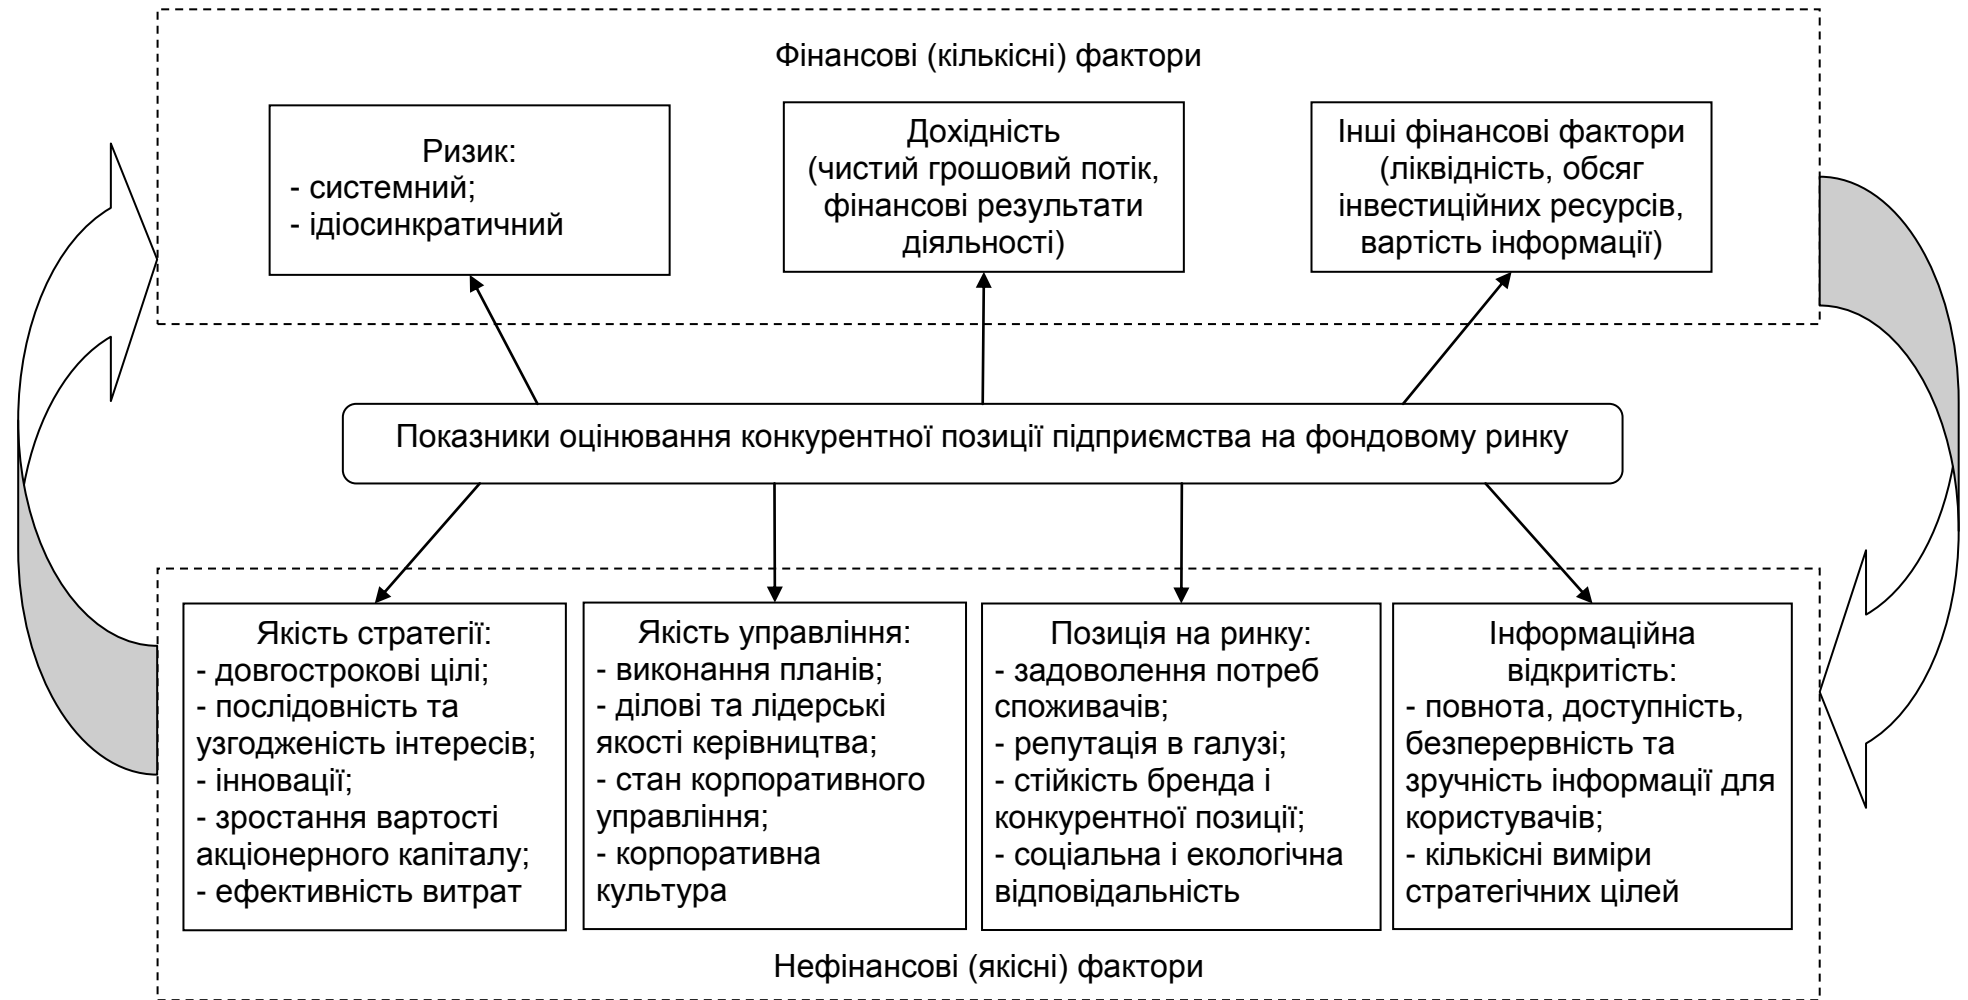 Фінансові (кількісні) фактори
Ризик:
- системний;
- ідіосинкратичний
Дохідність
(чистий грошовий потік,
фінансові результати
діяльності)
Інші фінансові фактори
(ліквідність, обсяг
інвестиційних ресурсів,
вартість інформації)
Показники оцінювання конкурентної позиції підприємства на фондовому ринку
Якість стратегії:
- довгострокові цілі;
- послідовність та
узгодженість інтересів;
- інновації;
- зростання вартості
акціонерного капіталу;
- ефективність витрат
Якість управління:
- виконання планів;
- ділові та лідерські
якості керівництва;
- стан корпоративного
управління;
- корпоративна
культура
Позиція на ринку:
- задоволення потреб
споживачів;
- репутація в галузі;
- стійкість бренда і
конкурентної позиції;
- соціальна і екологічна
відповідальність
Інформаційна
відкритість:
- повнота, доступність,
безперервність та
зручність інформації для
користувачів;
- кількісні виміри
стратегічних цілей
Нефінансові (якісні) фактори